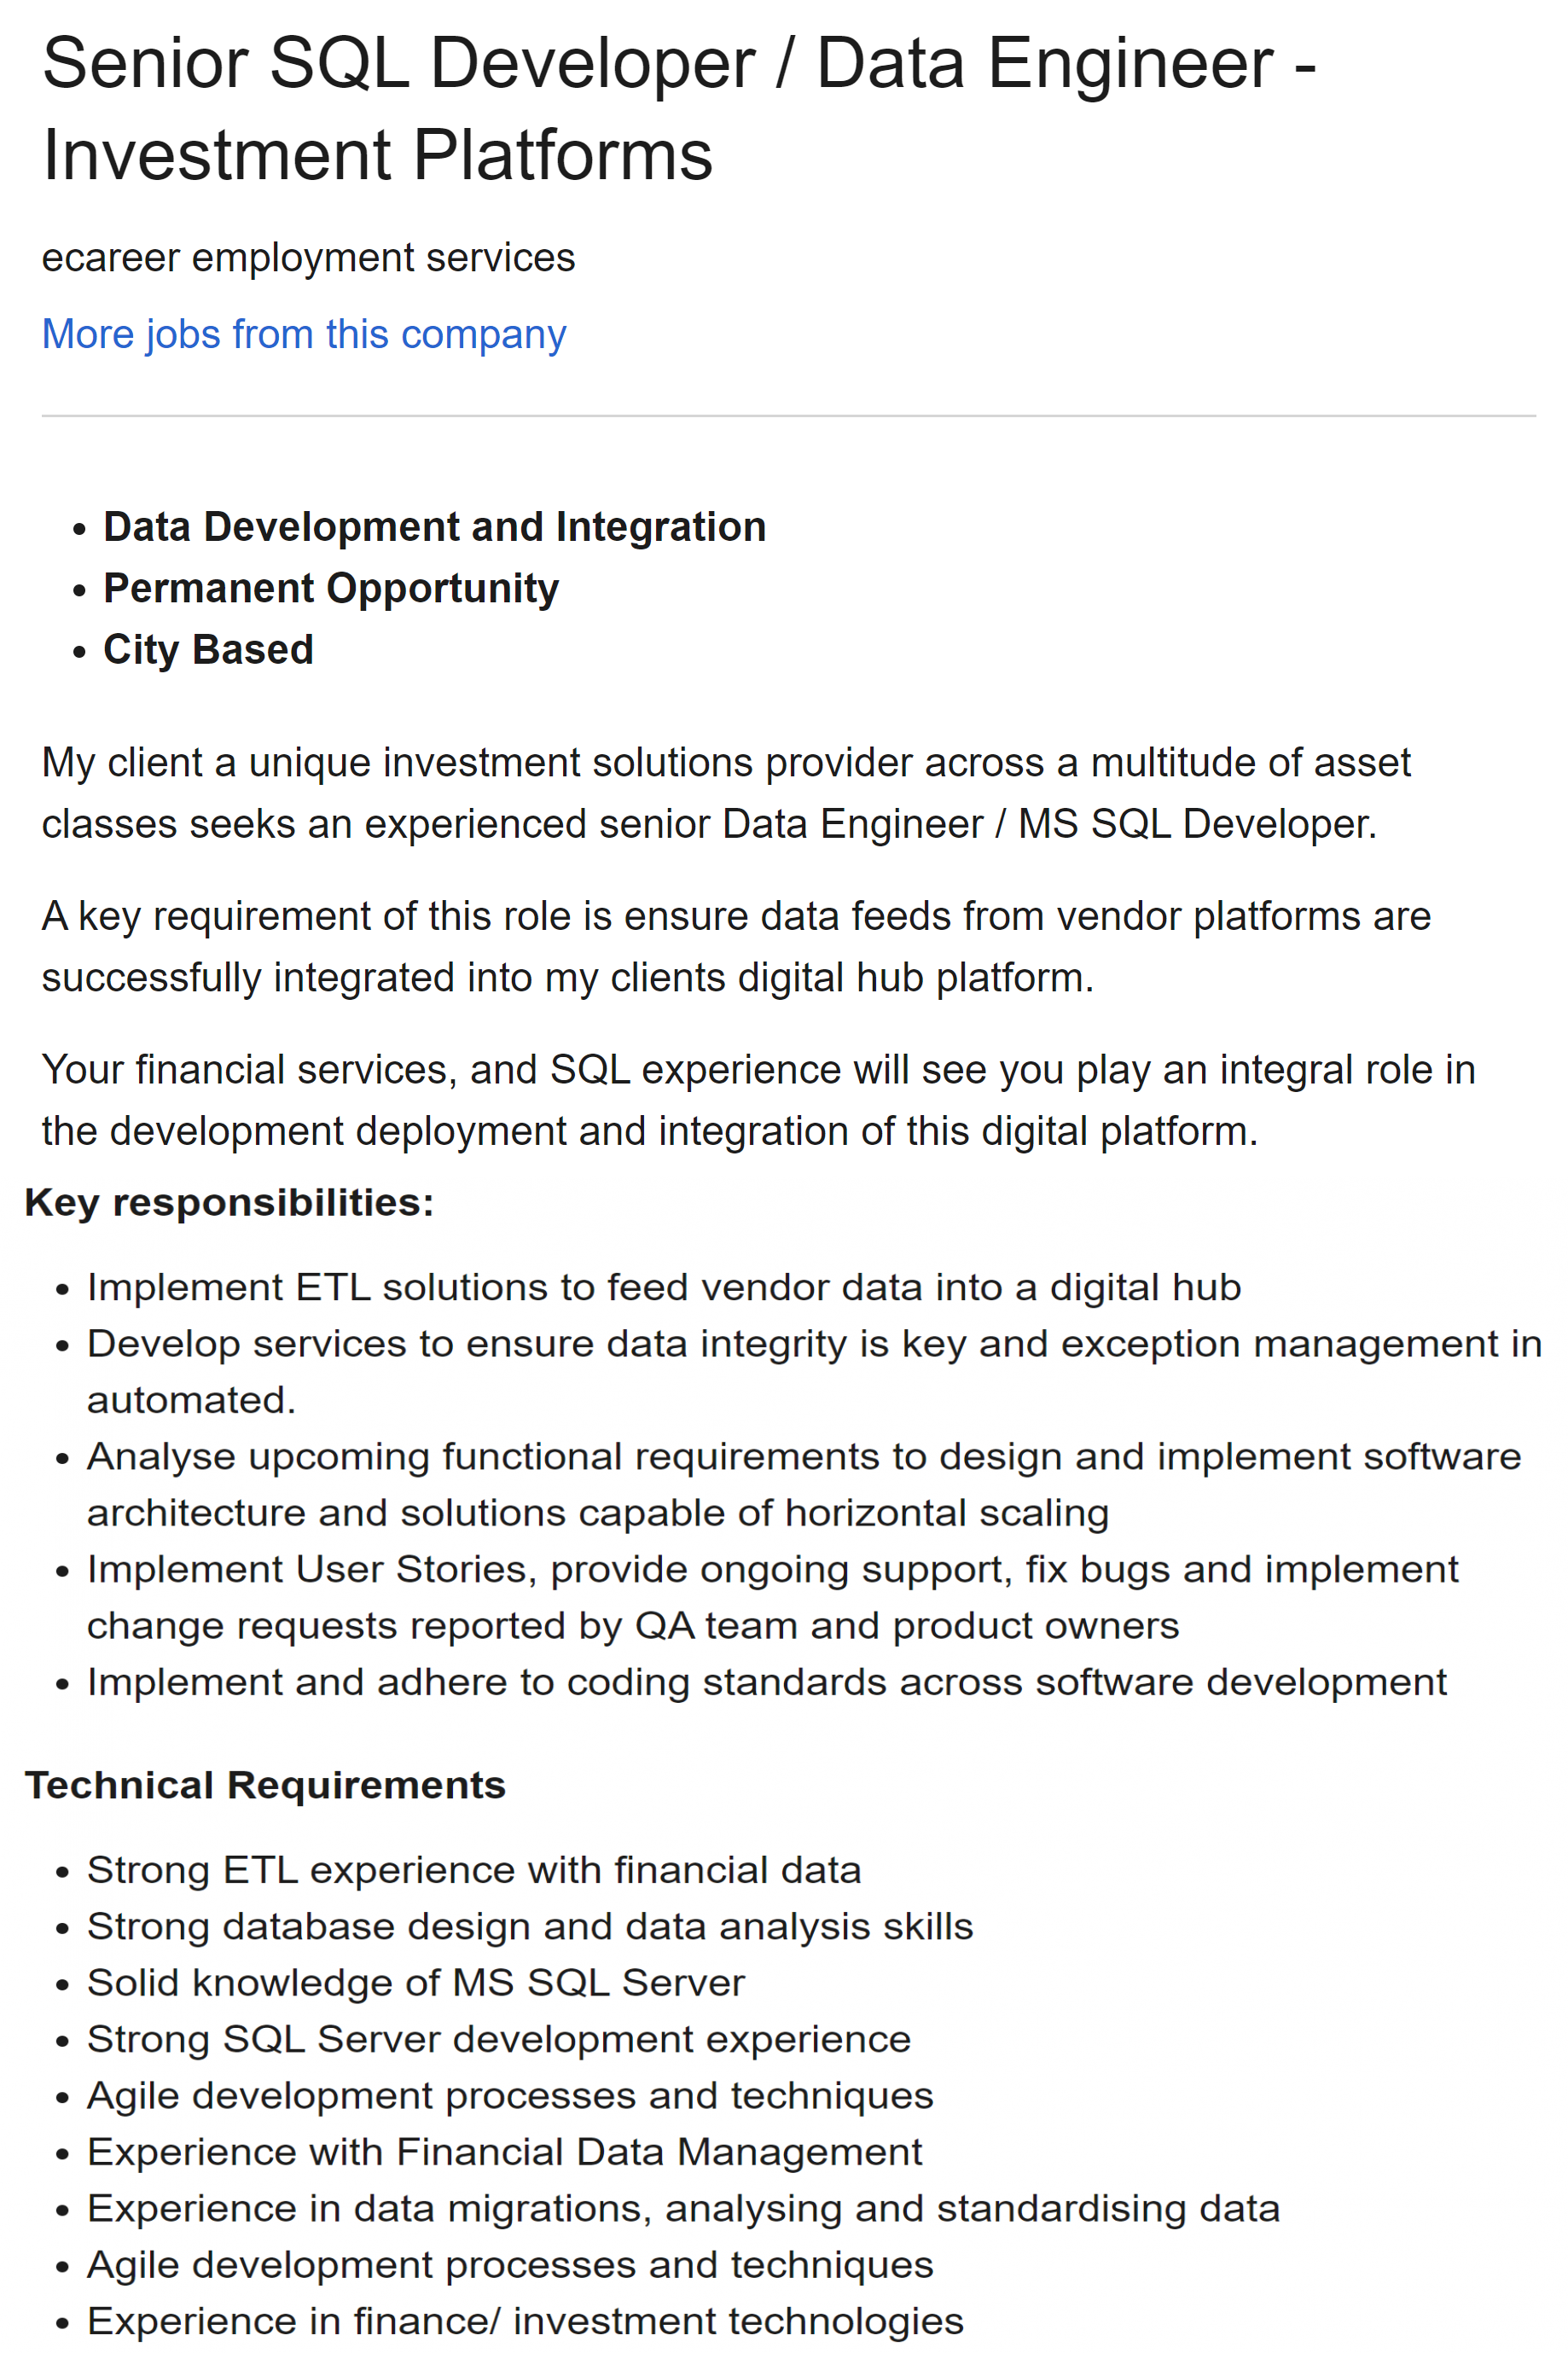 Senior SQL Developer / Data Engineer -
Investment Platforms
ecareer employment services
More jobs from this company
• Data Development and Integration
• Permanent Opportunity
• City Based
My client a unique investment solutions provider across a multitude of asset
classes seeks an experienced senior Data Engineer / MS SQL Developer.
A key requirement of this role is ensure data feeds from vendor platforms are
successfully integrated into my clients digital hub platform.
Your financial services, and SQL experience will see you play an integral role in
the development deployment and integration of this digital platform.
Key responsibilities:
• Implement ETL solutions to feed vendor data into a digital hub
• Develop services to ensure data integrity is key and exception management in
automated.
• Analyse upcoming functional requirements to design and implement software
architecture and solutions capable of horizontal scaling
• Implement User Stories, provide ongoing support, fix bugs and implement
change requests reported by QA team and product owners
• Implement and adhere to coding standards across software development
Technical Requirements
• Strong ETL experience with financial data
• Strong database design and data analysis skills
• Solid knowledge of MS SQL Server
• Strong SQL Server development experience
• Agile development processes and techniques
• Experience with Financial Data Management
• Experience in data migrations, analysing and standardising data
• Agile development processes and techniques
• Experience in finance/ investment technologies